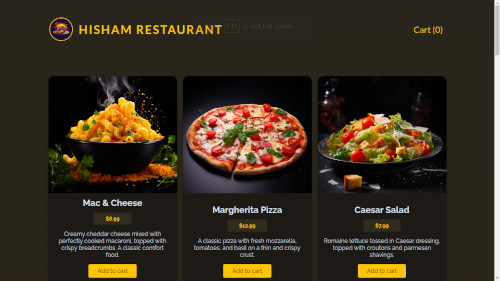 HISHAM RESTAURANT
F11 to exit full screen
Cart (0)
Mac & Cheese
$8.99
Creamy cheddar cheese mixed with
perfectly cooked macaroni, topped with
crispy breadcrumbs. A classic comfort
food.
Add to cart
Margherita Pizza
$12.99
A classic pizza with fresh mozzarella,
tomatoes, and basil on a thin and crispy
crust.
Add to cart
Caesar Salad
$7.99
Romaine lettuce tossed in Caesar dressing,
topped with croutons and parmesan
shavings.
Add to cart